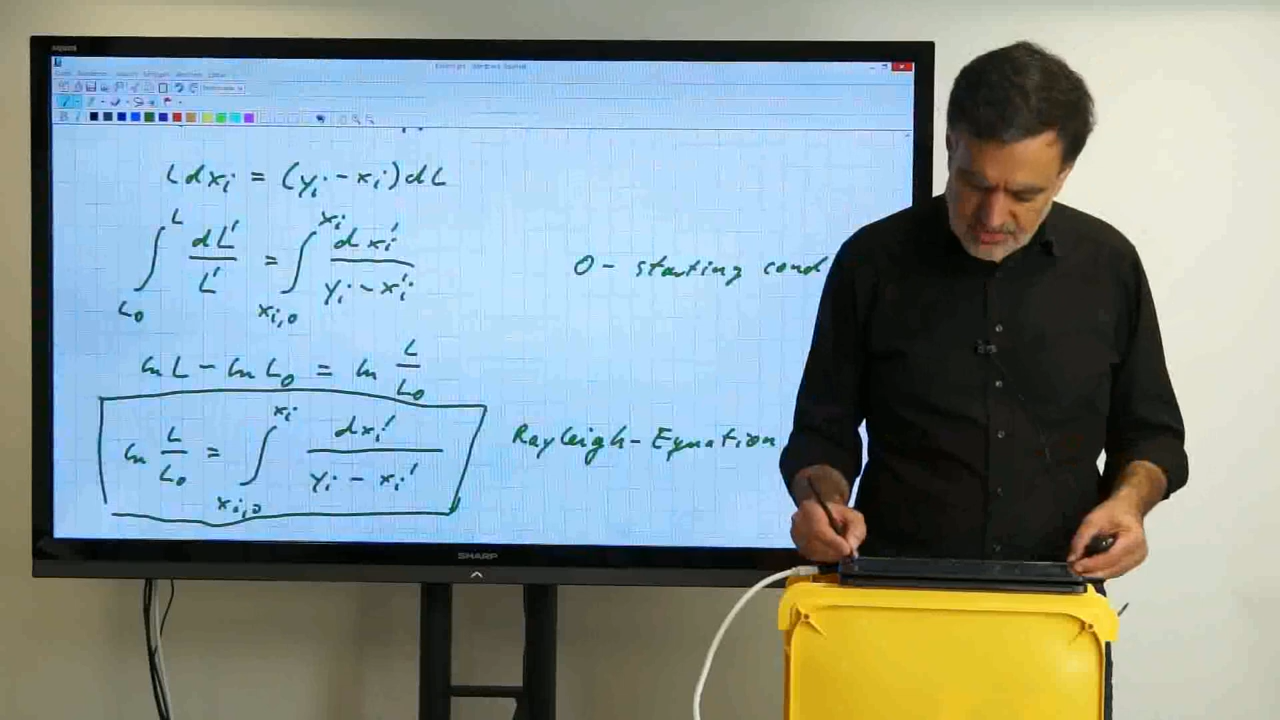 L dx_i = (y_i - x_i) dL
∫_{L_0}^{L} dL'/L' = ∫_{x_{i,0}}^{x_i} dx_i'/(y_i - x_i')
0 - starting cond
ln L - ln L_0 = ln L/L_0
ln L/L_0 = ∫_{x_{i,0}}^{x_i} dx_i'/(y_i - x_i')
Rayleigh-Equation
SHARP